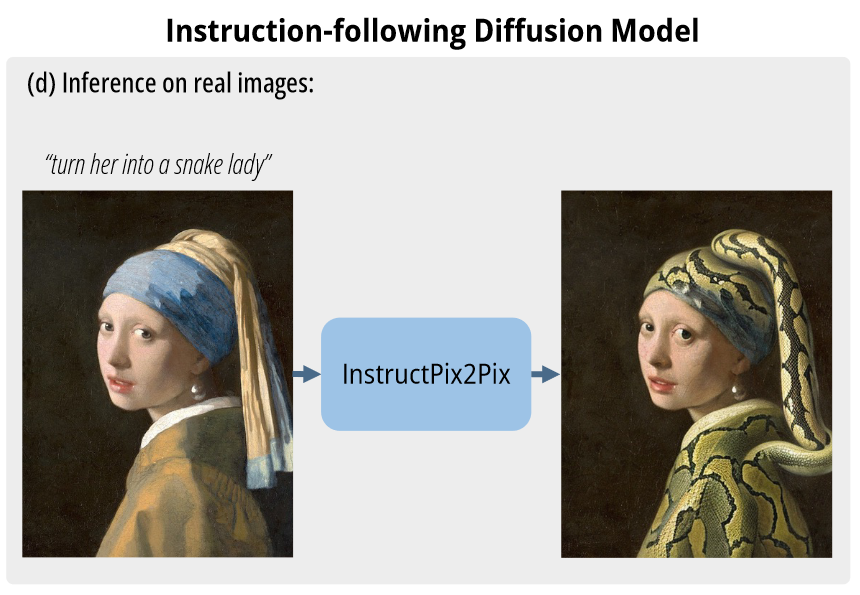 Instruction-following Diffusion Model
(d) Inference on real images:
“turn her into a snake lady”
InstructPix2Pix